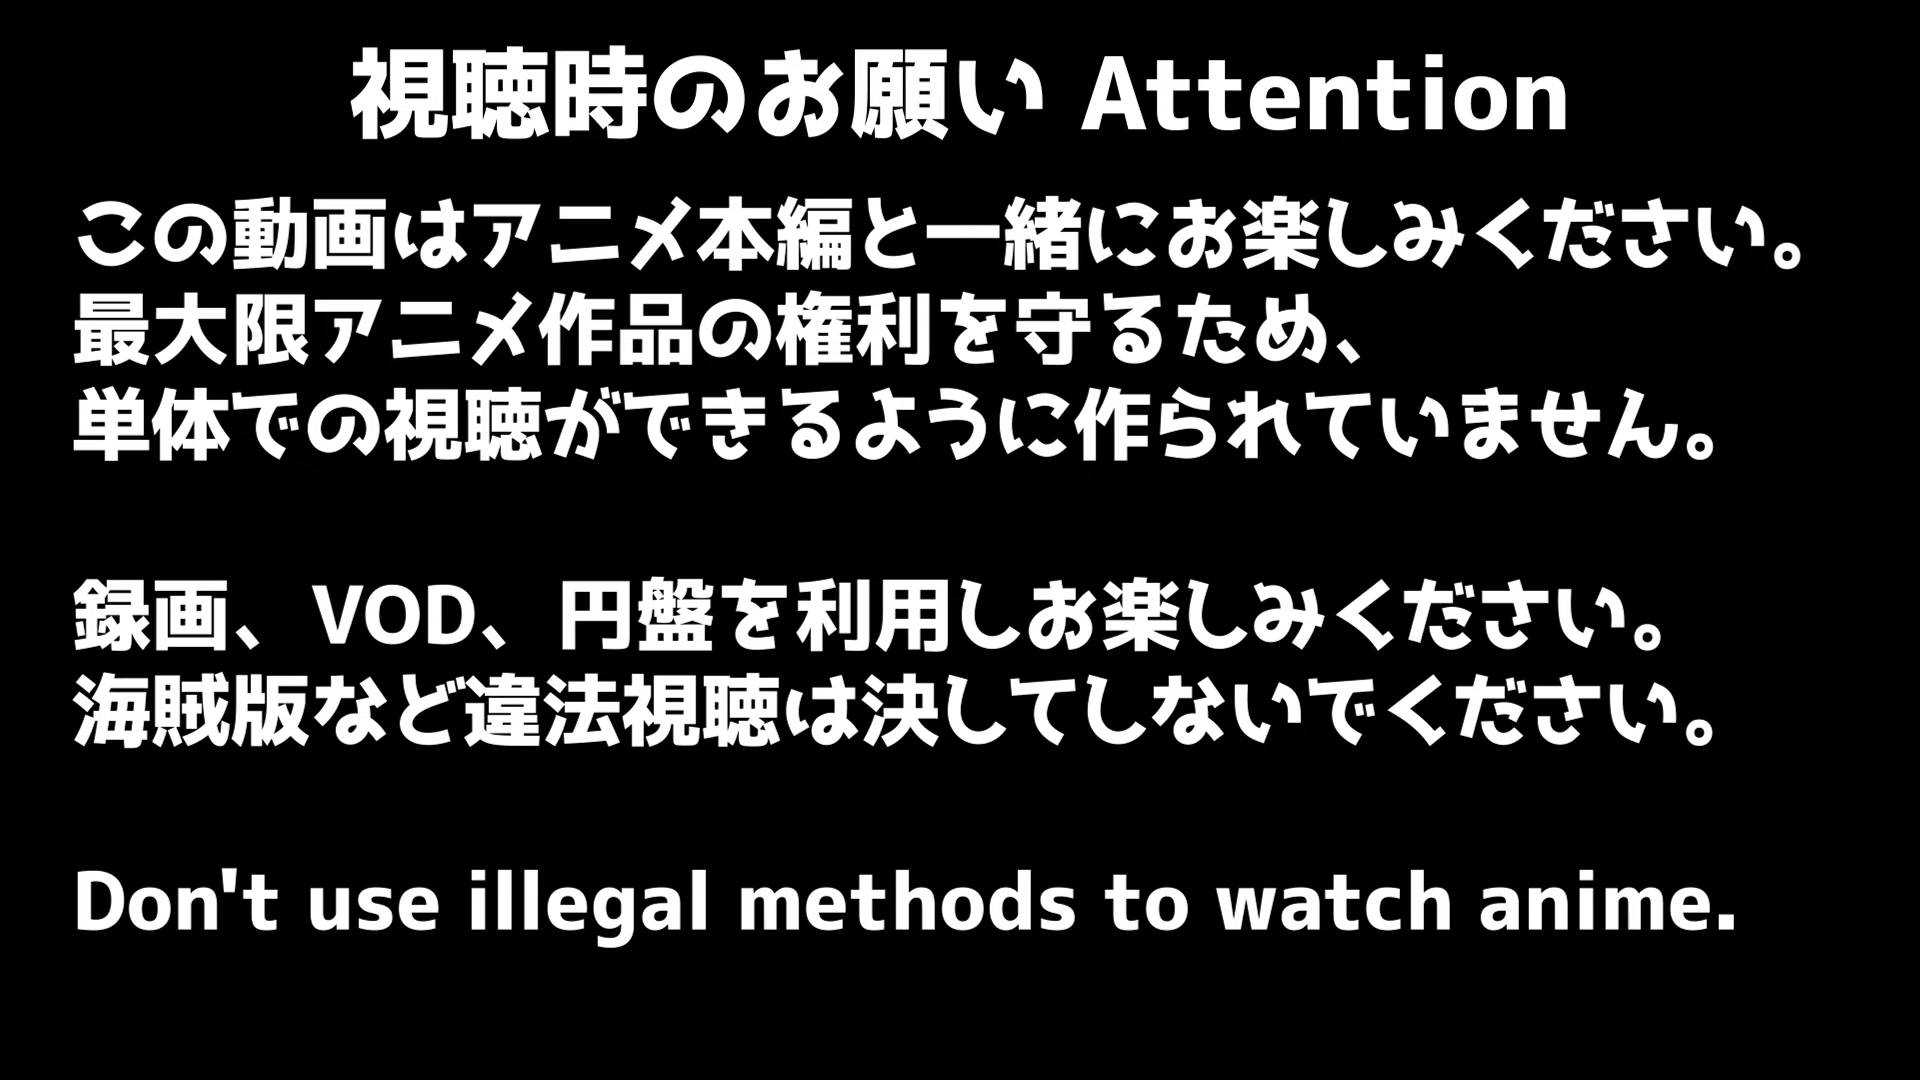 視聴時のお願い Attention
この動画はアニメ本編と一緒にお楽しみください。
最大限アニメ作品の権利を守るため、
単体での視聴ができるように作られていません。
録画、VOD、円盤を利用しお楽しみください。
海賊版など違法視聴は決してしないでください。
Don't use illegal methods to watch anime.